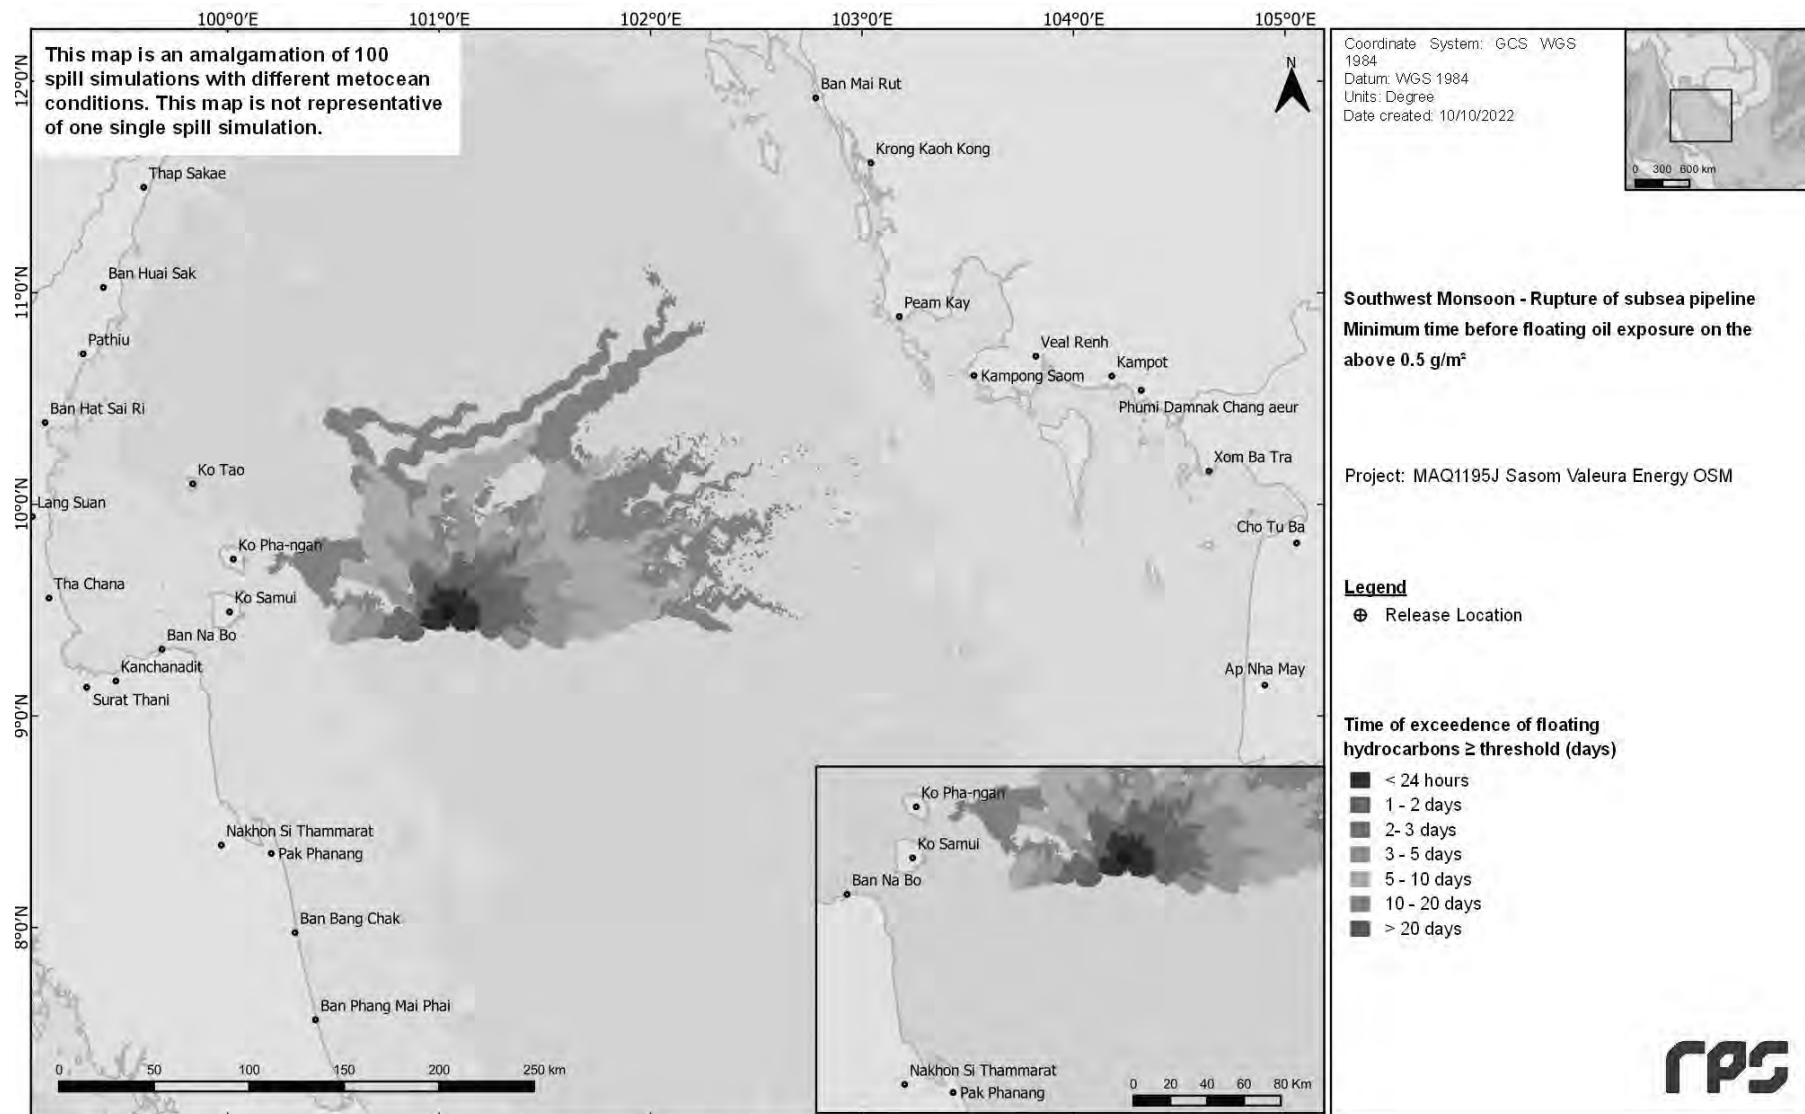 100°0'E 101°0'E 102°0'E 103°0'E 104°0'E 105°0'E
12°0'N
11°0'N
10°0'N
9°0'N
8°0'N
This map is an amalgamation of 100
spill simulations with different metocean
conditions. This map is not representative
of one single spill simulation.
N
Ban Mai Rut
Krong Kaoh Kong
Thap Sakae
Ban Huai Sak
Peam Kay
Pathiu
Veal Renh
Kampot
Kampong Saom
Phumi Damnak Chang aeur
Ban Hat Sai Ri
Xom Ba Tra
Ko Tao
Lang Suan
Cho Tu Ba
Ko Pha-ngan
Tha Chana
Ko Samui
Ban Na Bo
Kanchanadit
Surat Thani
Ap Nha May
Nakhon Si Thammarat
Pak Phanang
Ban Bang Chak
Ban Phang Mai Phai
0 50 100 150 200 250 km
Ko Pha-ngan
Ko Samui
Ban Na Bo
Nakhon Si Thammarat
Pak Phanang
0 20 40 60 80 Km
Coordinate System: GCS WGS
1984
Datum: WGS 1984
Units: Degree
Date created: 10/10/2022
0 300 600 km
Southwest Monsoon - Rupture of subsea pipeline
Minimum time before floating oil exposure on the
above 0.5 g/m²
Project: MAQ1195J Sasom Valeura Energy OSM
Legend
Release Location
Time of exceedence of floating
hydrocarbons ≥ threshold (days)
< 24 hours
1 - 2 days
2- 3 days
3 - 5 days
5 - 10 days
10 - 20 days
> 20 days
rps